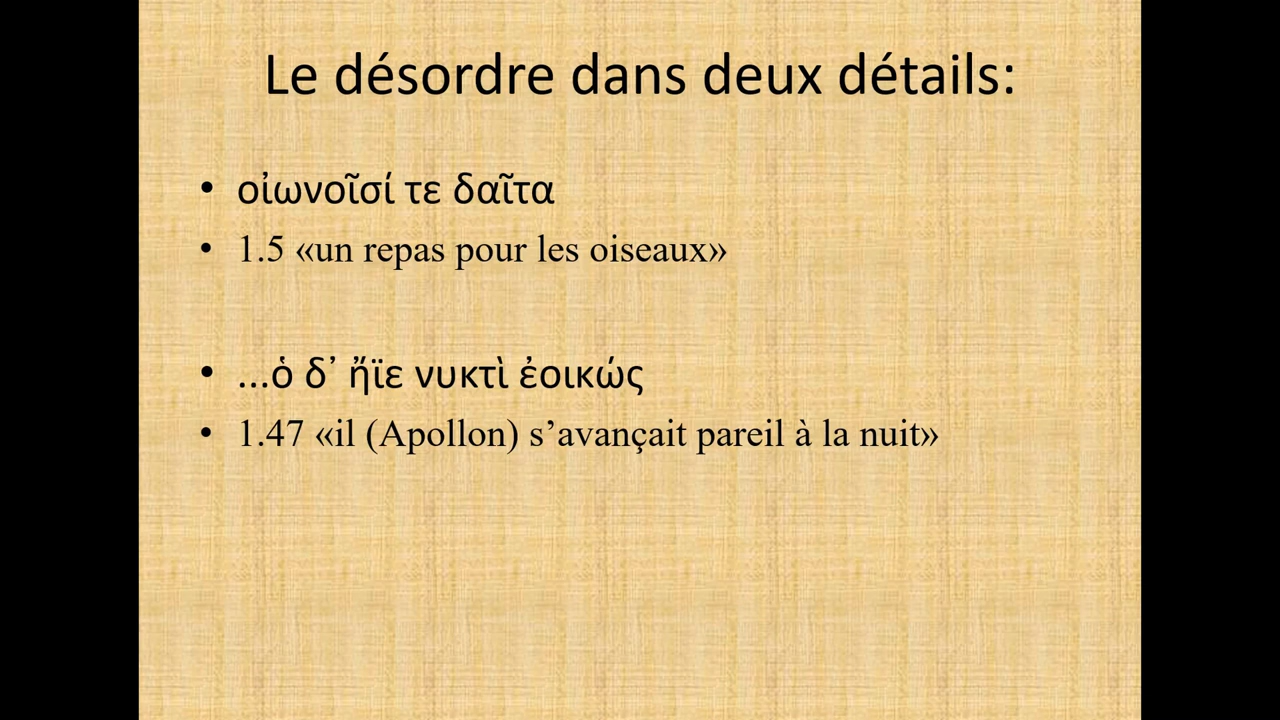 Le désordre dans deux détails:
• οἰωνοῖσί τε δαῖτα
• 1.5 «un repas pour les oiseaux»
• ...ὁ δ᾽ ἤϊε νυκτὶ ἐοικώς
• 1.47 «il (Apollon) s’avançait pareil à la nuit»